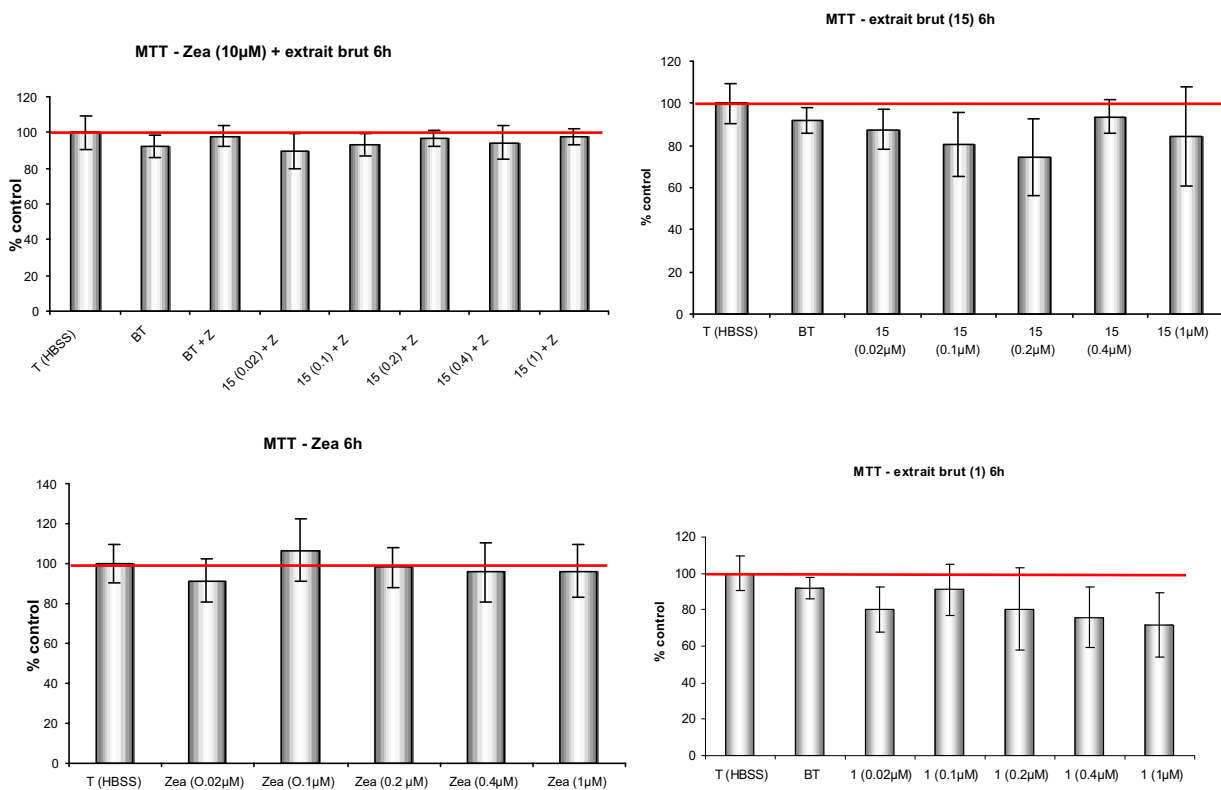 MTT - Zea (10µM) + extrait brut 6h
120
100
80
60
40
20
0
% control
T (HBSS)
BT
BT + Z
15 (0.02) + Z
15 (0.1) + Z
15 (0.2) + Z
15 (0.4) + Z
15 (1) + Z
MTT - extrait brut (15) 6h
120
100
80
60
40
20
0
% control
T (HBSS) BT 15 15 15 15 15 (1µM)
(0.02µM) (0.1µM) (0.2µM) (0.4µM)
MTT - Zea 6h
140
120
100
80
60
40
20
0
% control
T (HBSS) Zea (O.02µM) Zea (O.1µM) Zea (0.2 µM) Zea (0.4µM) Zea (1µM)
MTT - extrait brut (1) 6h
120
100
80
60
40
20
0
% control
T (HBSS) BT 1 (0.02µM) 1 (0.1µM) 1 (0.2µM) 1 (0.4µM) 1 (1µM)